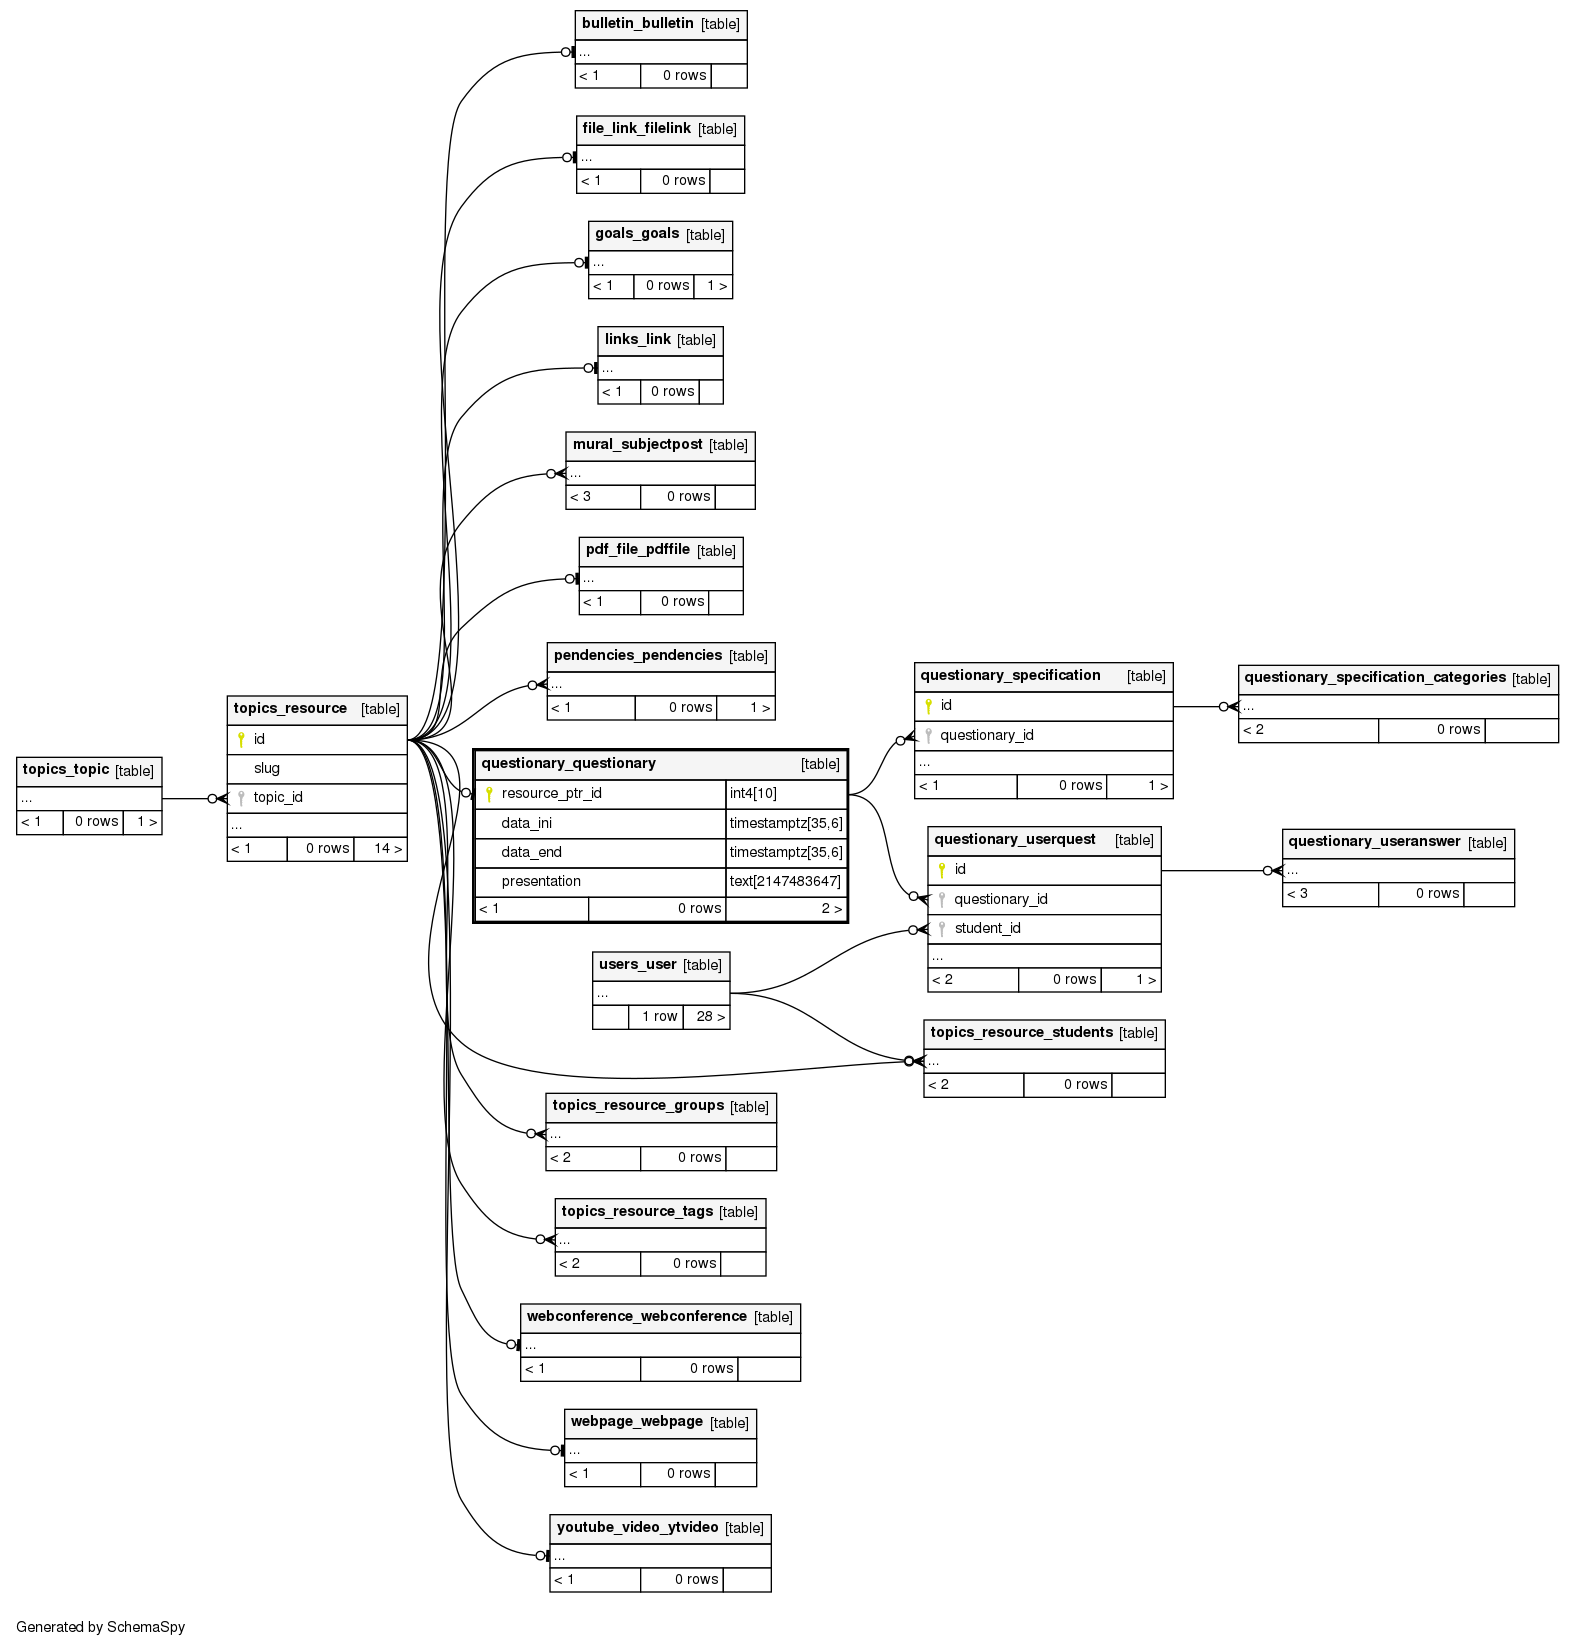 bulletin_bulletin [table]
...
< 1 0 rows
file_link_filelink [table]
...
< 1 0 rows
goals_goals [table]
...
< 1 0 rows 1 >
links_link [table]
...
< 1 0 rows
mural_subjectpost [table]
...
< 3 0 rows
pdf_file_pdffile [table]
...
< 1 0 rows
pendencies_pendencies [table]
...
< 1 0 rows 1 >
topics_topic [table]
...
< 1 0 rows 1 >
topics_resource [table]
id
slug
topic_id
...
< 1 0 rows 14 >
questionary_questionary [table]
resource_ptr_id int4[10]
data_ini timestamptz[35,6]
data_end timestamptz[35,6]
presentation text[2147483647]
< 1 0 rows 2 >
questionary_specification [table]
id
questionary_id
...
< 1 0 rows 1 >
questionary_specification_categories [table]
...
< 2 0 rows
questionary_userquest [table]
id
questionary_id
student_id
...
< 2 0 rows 1 >
questionary_useranswer [table]
...
< 3 0 rows
users_user [table]
...
1 row 28 >
topics_resource_students [table]
...
< 2 0 rows
topics_resource_groups [table]
...
< 2 0 rows
topics_resource_tags [table]
...
< 2 0 rows
webconference_webconference [table]
...
< 1 0 rows
webpage_webpage [table]
...
< 1 0 rows
youtube_video_ytvideo [table]
...
< 1 0 rows
Generated by SchemaSpy